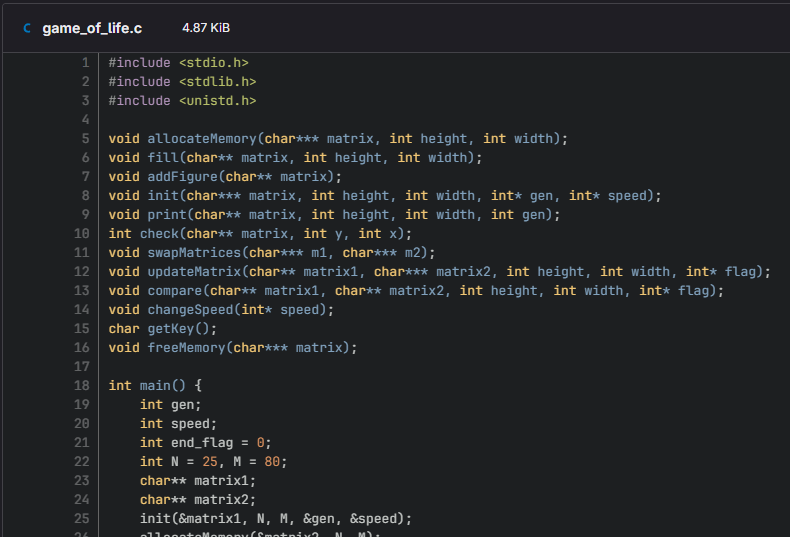 game_of_life.c 4.87 KiB
1 #include <stdio.h>
2 #include <stdlib.h>
3 #include <unistd.h>
4
5 void allocateMemory(char*** matrix, int height, int width);
6 void fill(char** matrix, int height, int width);
7 void addFigure(char** matrix);
8 void init(char*** matrix, int height, int width, int* gen, int* speed);
9 void print(char** matrix, int height, int width, int gen);
10 int check(char** matrix, int y, int x);
11 void swapMatrices(char*** m1, char*** m2);
12 void updateMatrix(char** matrix1, char*** matrix2, int height, int width, int* flag);
13 void compare(char** matrix1, char** matrix2, int height, int width, int* flag);
14 void changeSpeed(int* speed);
15 char getKey();
16 void freeMemory(char*** matrix);
17
18 int main() {
19     int gen;
20     int speed;
21     int end_flag = 0;
22     int N = 25, M = 80;
23     char** matrix1;
24     char** matrix2;
25     init(&matrix1, N, M, &gen, &speed);
26     allocateMemory(&matrix2, N, M);